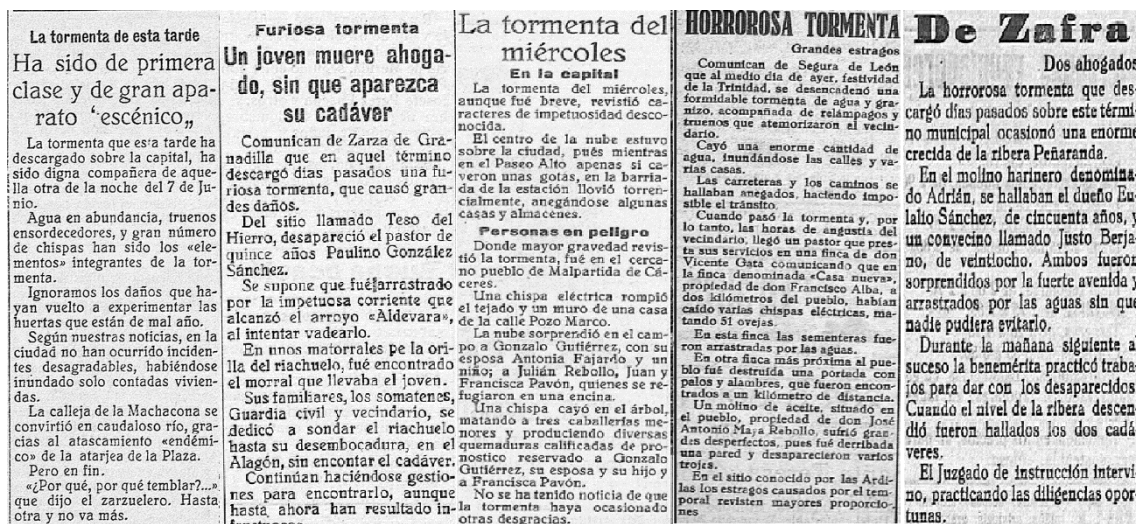 La tormenta de esta tarde
Ha sido de primera
clase y de gran apa-
rato "escénico„
La tormenta que esta tarde ha
descargado sobre la capital, ha
sido digna compañera de aque-
lla otra de la noche del 7 de Ju-
nio.
Agua en abundancia, truenos
ensordecedores, y gran número
de chispas han sido los «ele-
mentos» integrantes de la tor-
menta.
Ignoramos los daños que ha-
yan vuelto a experimentar las
huertas que están de mal año.
Según nuestras noticias, en la
ciudad no han ocurrido inciden-
tes desagradables, habiéndose
inundado solo contadas vivien-
das.
La calleja de la Machacona se
convirtió en caudaloso río, gra-
cias al atascamiento «endémi-
co» de la atarjea de la Plaza.
Pero en fin.
«¿Por qué, por qué temblar?...»
que dijo el zarzuelero. Hasta
otra y no va más.
Furiosa tormenta
Un joven muere ahoga-
do, sin que aparezca
su cadáver
Comunican de Zarza de Gra-
nadilla que en aquel término
descargó días pasados una fu-
riosa tormenta, que causó gran-
des daños.
Del sitio llamado Teso del
Hierro, desapareció el pastor de
quince años Paulino González
Sánchez.
Se supone que fué arrastrado
por la impetuosa corriente que
alcanzó el arroyo «Aldevara»,
al intentar vadearlo.
En unos matorrales pe la ori-
lla del riachuelo, fué encontrado
el morral que llevaba el joven.
Sus familiares, los somatenes,
Guardia civil y vecindario, se
dedicó a sondar el riachuelo
hasta su desembocadura, en el
Alagón, sin encontar el cadáver.
Continúan haciéndose gestio-
nes para encontrarlo, aunque
hasta ahora han resultado in-
La tormenta del
miércoles
En la capital
La tormenta del miércoles,
aunque fué breve, revistió ca-
racteres de impetuosidad desco-
nocida.
El centro de la nube estuvo
sobre la ciudad, pués mientras
en el Paseo Alto apenas si ca-
yeron unas gotas, en la barria-
da de la estación llovió torren-
cialmente, anegándose algunas
casas y almacenes.
Personas en peligro
Donde mayor gravedad revis-
tió la tormenta, fué en el cerca-
no pueblo de Malpartida de Cá-
ceres.
Una chispa eléctrica rompió
el tejado y un muro de una casa
de la calle Pozo Marco.
La nube sorprendió en el cam-
po a Gonzalo Gutiérrez, con su
esposa Antonia Fajardo y un
niño; a Julián Rebollo, Juan y
Francisca Pavón, quienes se re-
fugiaron en una encina.
Una chispa cayó en el árbol,
matando a tres caballerías me-
nores y produciendo diversas
quemaduras calificadas de pro-
nostico reservado a Gonzalo
Gutiérrez, su esposa y su hijo y
a Francisca Pavón.
No se ha tenido noticia de que
la tormenta haya ocasionado
otras desgracias.
HORROROSA TORMENTA
Grandes estragos
Comunican de Segura de León
que al medio día de ayer, festividad
de la Trinidad, se desencadenó una
formidable tormenta de agua y gra-
nizo, acompañada de relámpagos y
truenos que atemorizaron el vecin-
dario.
Cayó una enorme cantidad de
agua, inundándose las calles y va-
rias casas.
Las carreteras y los caminos se
hallaban anegados, haciendo impo-
sible el tránsito.
Cuando pasó la tormenta y, por
lo tanto, las horas de angustia del
vecindario, llegó un pastor que pres-
ta sus servicios en una finca de don
Vicente Gata comunicando que en
la finca denominada «Casa nueva»,
propiedad de don Francisco Alba, a
dos kilómetros del pueblo, habían
caído varias chispas eléctricas, ma-
tando 51 ovejas.
En esta finca las sementeras fue-
ron arrastradas por las aguas.
En otra finca más próxima al pue-
blo fué destruída una portada con
palos y alambres, que fueron encon-
trados a un kilómetro de distancia.
Un molino de aceite, situado en
el pueblo, propiedad de don José
Antonio Maya Rebollo, sufrió gran-
des desperfectos, pues fué derribada
una pared y desaparecieron varios
trojes.
En el sitio conocido por las Ardi-
las los estragos causados por el tem-
poral revisten mayores proporcio-
nes
De Zafra
Dos ahogados
La horrorosa tormenta que des-
cargó días pasados sobre este térmi-
no municipal ocasionó una enorme
crecida de la ribera Peñaranda.
En el molino harinero denomina-
do Adrián, se hallaban el dueño Eu-
lalio Sánchez, de cincuenta años, y
un convecino llamado Justo Berja-
no, de veintiocho. Ambos fueron
sorprendidos por la fuerte avenida y
arrastrados por las aguas sin que
nadie pudiera evitarlo.
Durante la mañana siguiente al
suceso la benemérita practicó traba-
jos para dar con los desaparecidos.
Cuando el nivel de la ribera descen-
dió fueron hallados los dos cadá-
veres.
El Juzgado de instrucción intervi-
no, practicando las diligencias opor-
tunas.